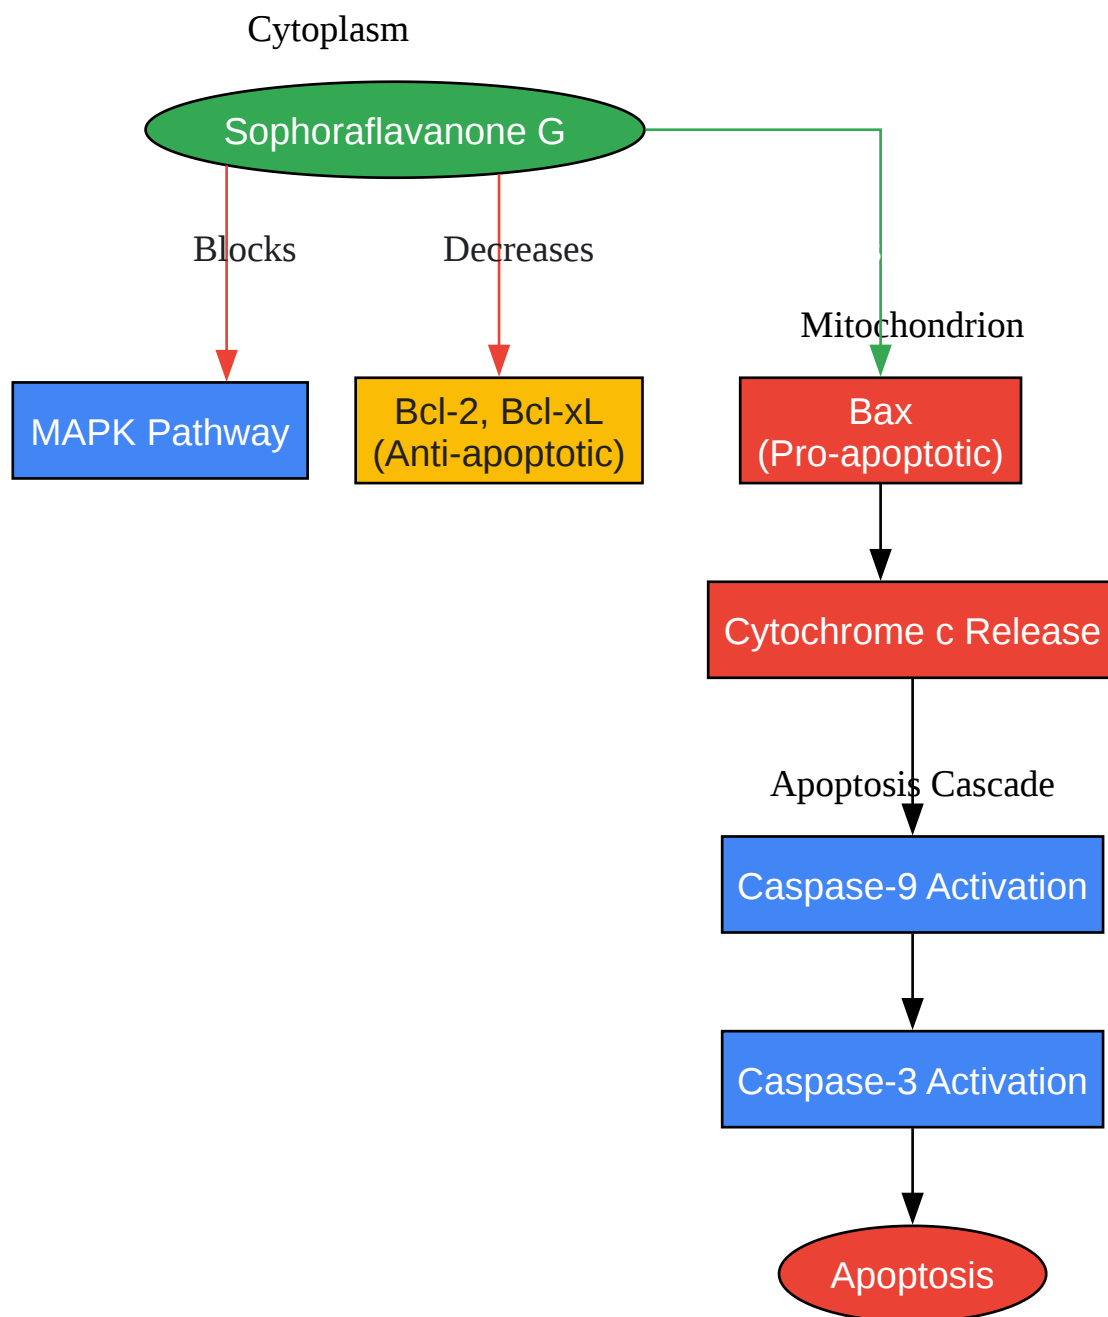 Cytoplasm
Sophoraflavanone G
Blocks
Decreases
Mitochondrion
MAPK Pathway
Bcl-2, Bcl-xL
(Anti-apoptotic)
Bax
(Pro-apoptotic)
Cytochrome c Release
Apoptosis Cascade
Caspase-9 Activation
Caspase-3 Activation
Apoptosis